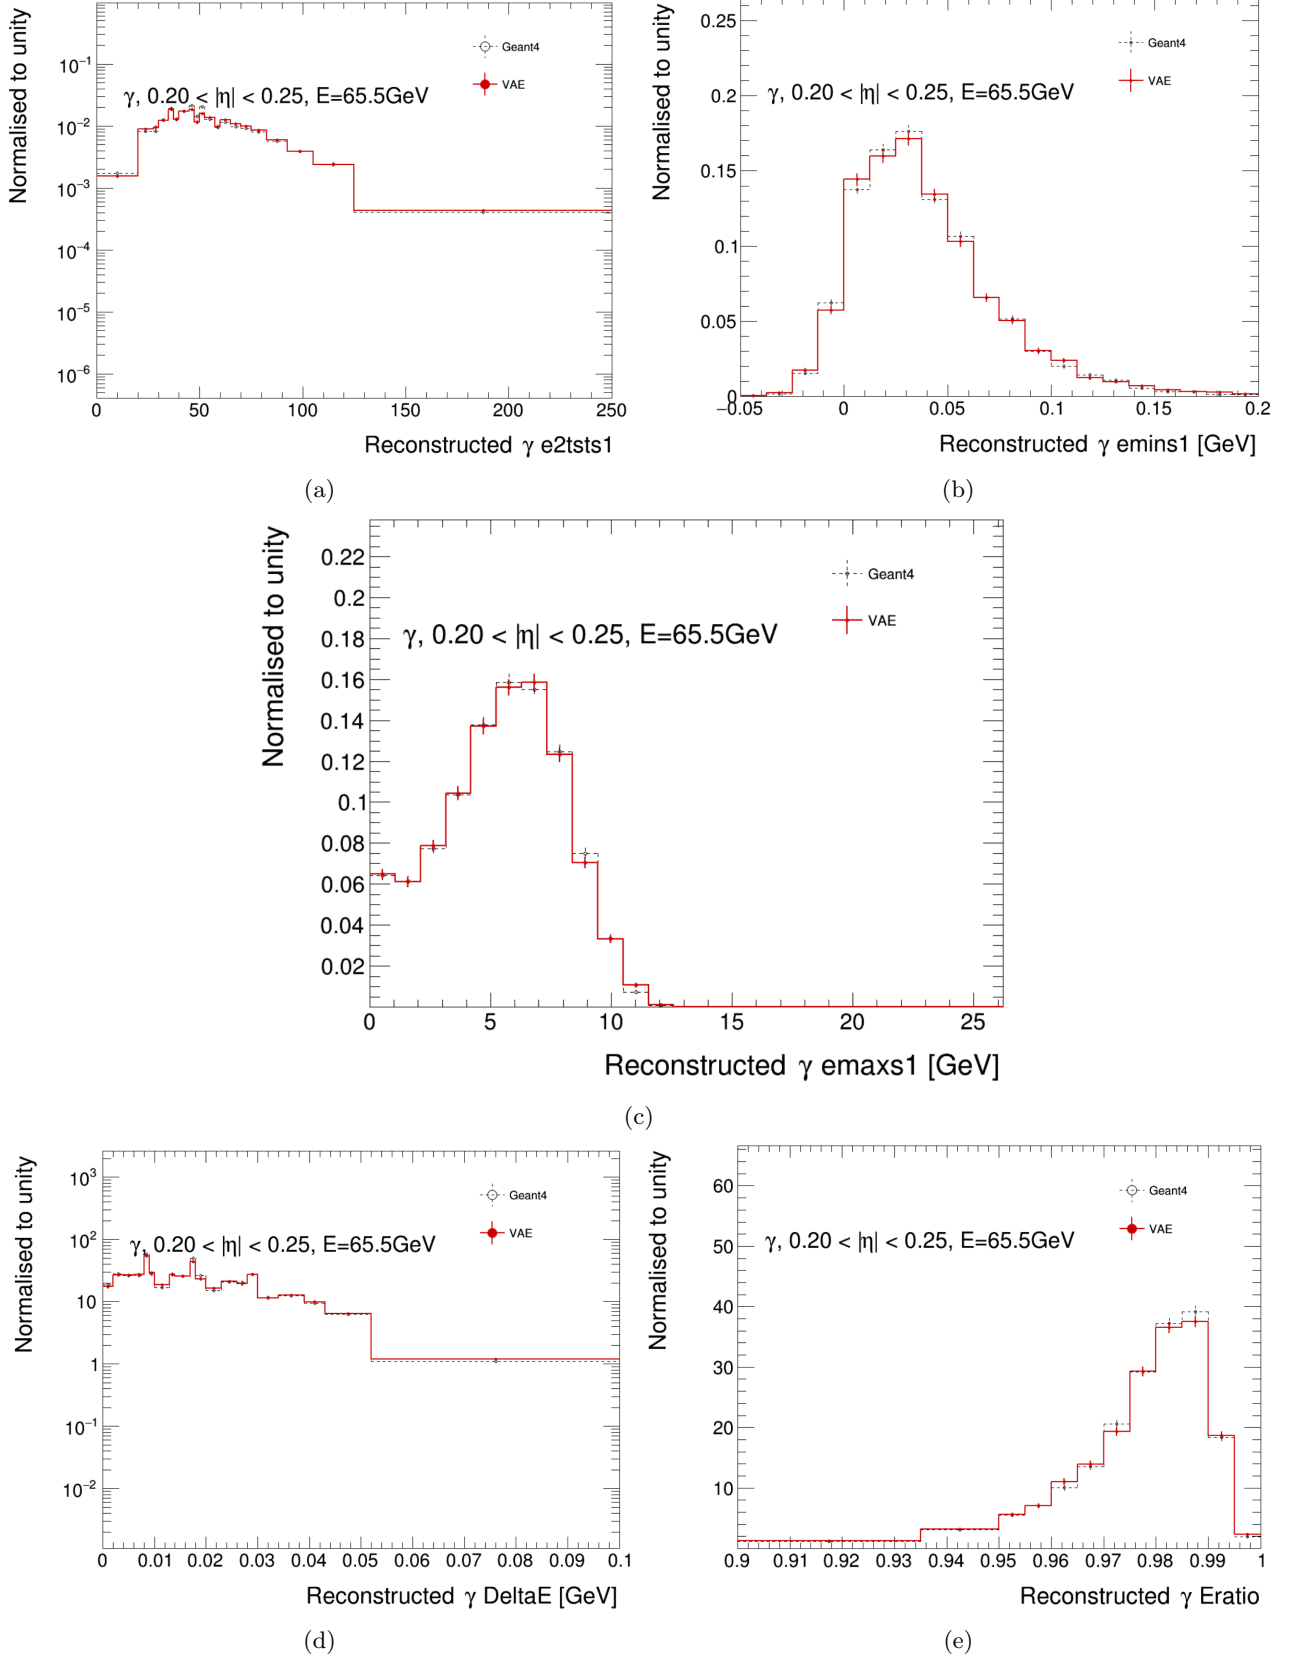 Normalised to unity
10⁻¹
10⁻²
10⁻³
10⁻⁴
10⁻⁵
10⁻⁶
γ, 0.20 < |η| < 0.25, E=65.5GeV
Geant4
VAE
0 50 100 150 200 250
Reconstructed γ e2tsts1
(a)
Normalised to unity
0.25
0.2
0.15
0.1
0.05
0
γ, 0.20 < |η| < 0.25, E=65.5GeV
Geant4
VAE
−0.05 0 0.05 0.1 0.15 0.2
Reconstructed γ emins1 [GeV]
(b)
Normalised to unity
0.22
0.2
0.18
0.16
0.14
0.12
0.1
0.08
0.06
0.04
0.02
γ, 0.20 < |η| < 0.25, E=65.5GeV
Geant4
VAE
0 5 10 15 20 25
Reconstructed γ emaxs1 [GeV]
(c)
Normalised to unity
10³
10²
10
1
10⁻¹
10⁻²
γ, 0.20 < |η| < 0.25, E=65.5GeV
Geant4
VAE
0 0.01 0.02 0.03 0.04 0.05 0.06 0.07 0.08 0.09 0.1
Reconstructed γ DeltaE [GeV]
(d)
Normalised to unity
60
50
40
30
20
10
γ, 0.20 < |η| < 0.25, E=65.5GeV
Geant4
VAE
0.9 0.91 0.92 0.93 0.94 0.95 0.96 0.97 0.98 0.99 1
Reconstructed γ Eratio
(e)